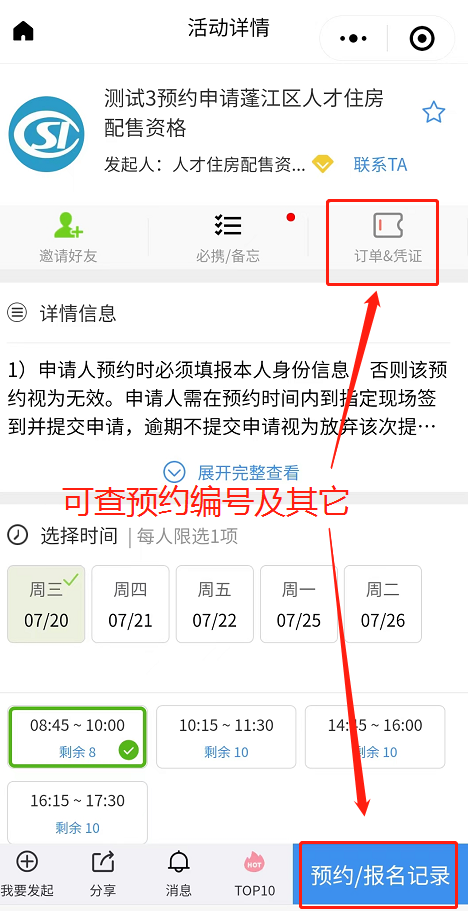 活动详情
测试3预约申请蓬江区人才住房
配售资格
发起人：人才住房配售资... 联系TA
邀请好友 必携/备忘 订单&凭证
详情信息
1）申请人预约时必须填报本人身份信息，否则该预
约视为无效。申请人需在预约时间内到指定现场签
到并提交申请，逾期不提交申请视为放弃该次提…
展开完整查看
可查预约编号及其它
选择时间 |每人限选1项
周三 周四 周五 周一 周二
07/20 07/21 07/22 07/25 07/26
08:45 ~ 10:00 10:15 ~ 11:30 14:45 ~ 16:00
剩余 8 剩余 10 剩余 10
16:15 ~ 17:30
剩余 10
我要发起 分享 消息 HOT TOP10 预约/报名记录